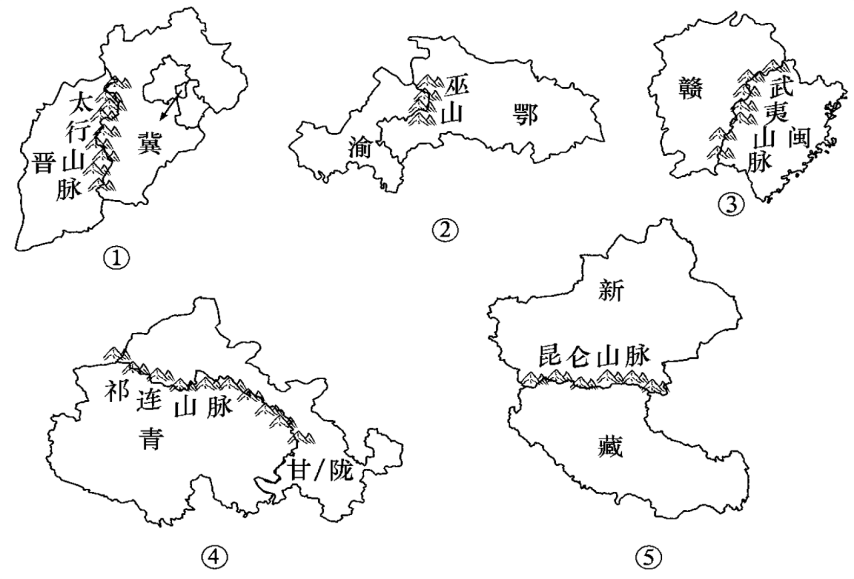 太行山脉
晋
冀
①
巫山
渝
鄂
②
赣
武夷山脉
闽
③
祁连山脉
青
甘/陇
④
新
昆仑山脉
藏
⑤